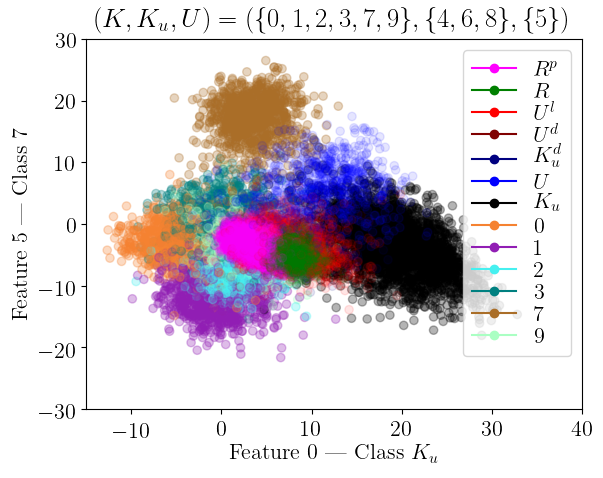 (K, K_u, U) = ({0, 1, 2, 3, 7, 9}, {4, 6, 8}, {5})
30
20
10
0
−10
−20
−30
Feature 5 — Class 7
R^p
R
U^l
U^d
K_u^d
U
K_u
0
1
2
3
7
9
−10
0
10
20
30
40
Feature 0 — Class K_u